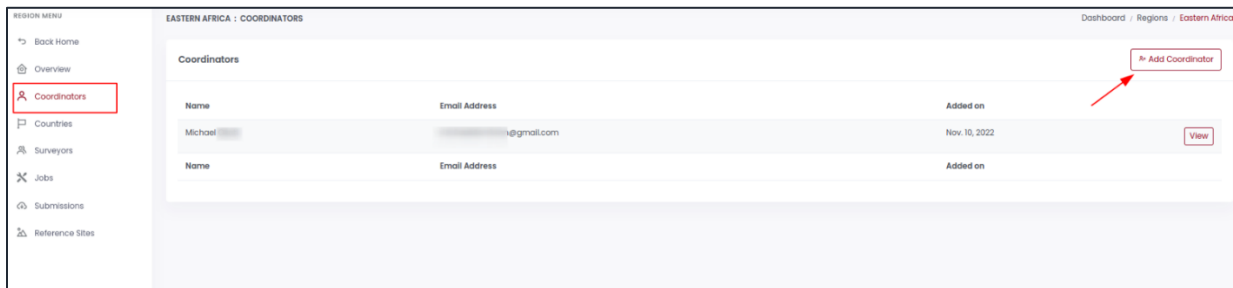 REGION MENU
EASTERN AFRICA : COORDINATORS
Dashboard / Regions / Eastern Africa
Back Home
Overview
Coordinators
Countries
Surveyors
Jobs
Submissions
Reference Sites
Coordinators
Add Coordinator
Name Email Address Added on
Michael @gmail.com Nov. 10, 2022 View
Name Email Address Added on